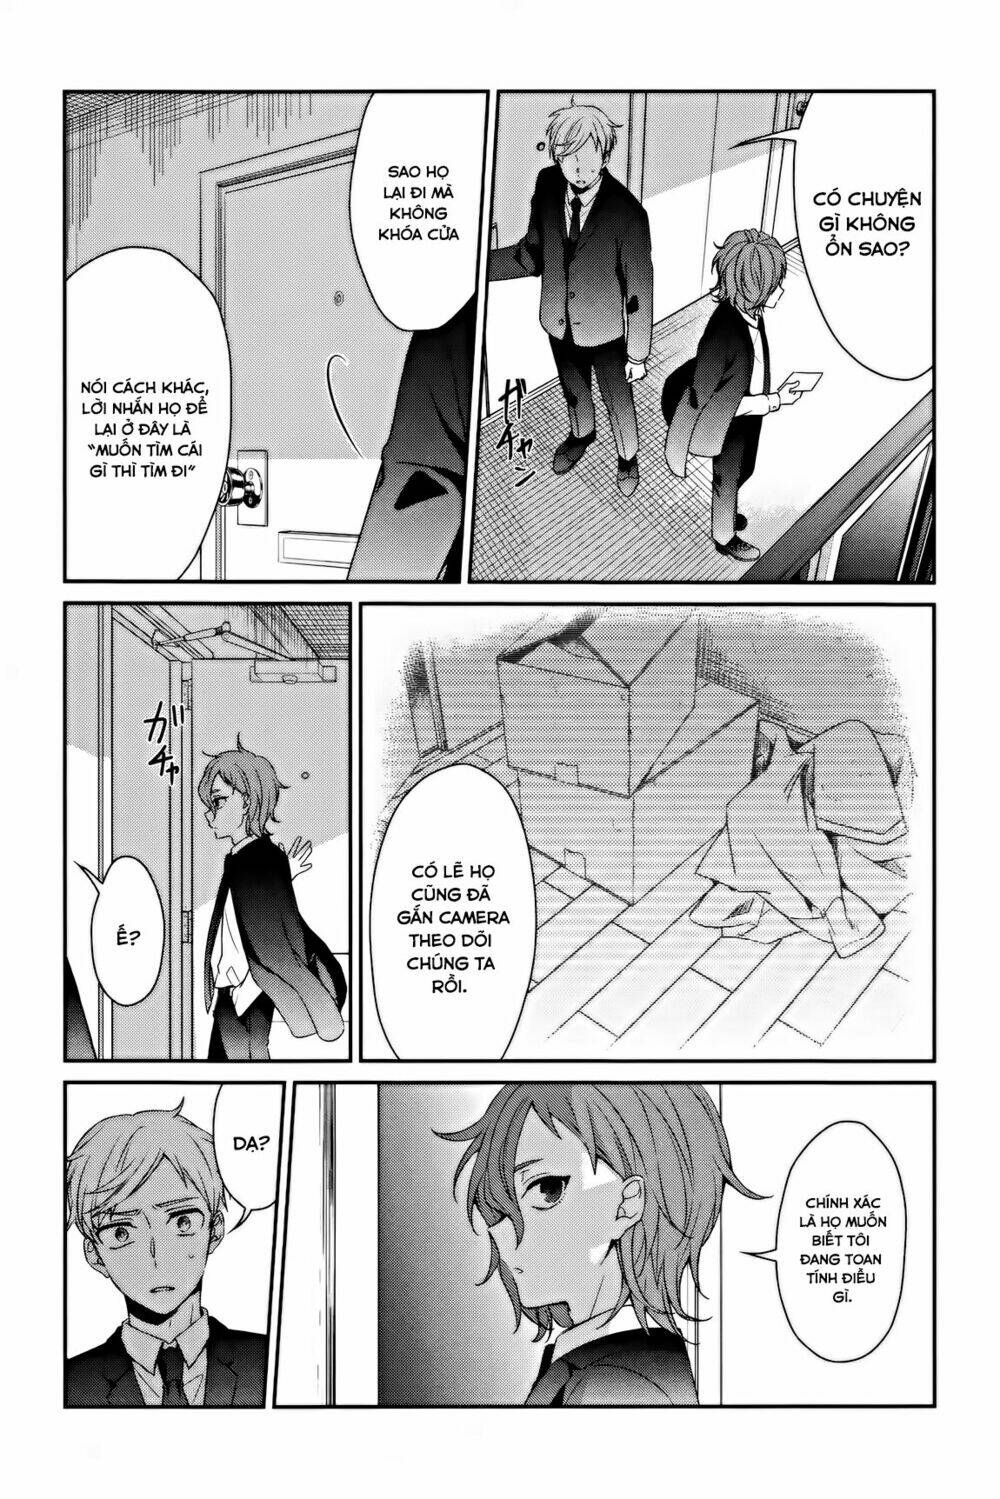 CÓ CHUYỆN
GÌ KHÔNG
ỔN SAO?
ガチャン
SAO HỌ
LẠI ĐI MÀ
KHÔNG
KHÓA CỬA
NÓI CÁCH KHÁC,
LỜI NHẮN HỌ ĐỂ
LẠI Ở ĐÂY LÀ
“MUỐN TÌM CÁI
GÌ THÌ TÌM ĐI”
CÓ LẼ HỌ
CŨNG ĐÃ
GẮN CAMERA
THEO DÕI
CHÚNG TA
RỒI.
ガチャ
Ế?
CHÍNH XÁC
LÀ HỌ MUỐN
BIẾT TÔI
ĐANG TOAN
TÍNH ĐIỀU
GÌ.
DẠ?